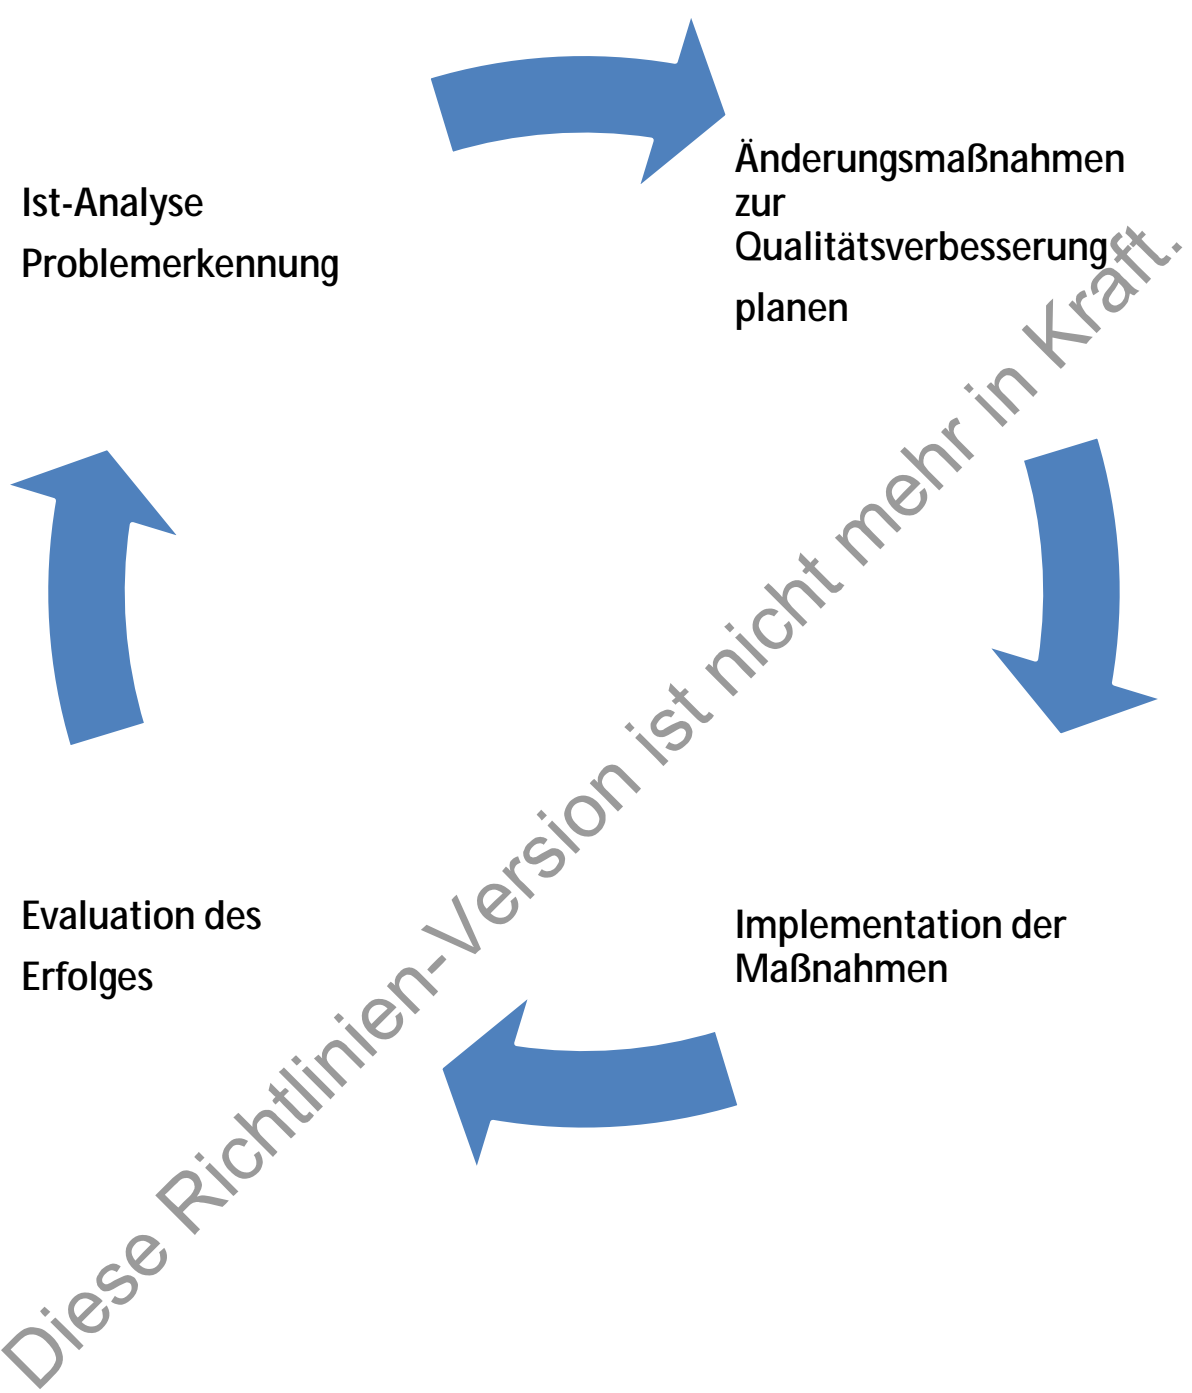 Ist-Analyse
Problemerkennung
Änderungsmaßnahmen
zur
Qualitätsverbesserung
planen
Implementation der
Maßnahmen
Evaluation des
Erfolges
Diese Richtlinien-Version ist nicht mehr in Kraft.